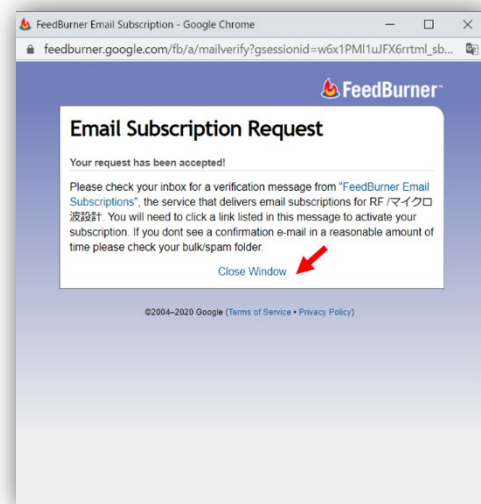 FeedBurner Email Subscription - Google Chrome
feedburner.google.com/fb/a/mailverify?gsessionid=w6x1PMl1uJFX6rrtml_sb...
FeedBurner™
Email Subscription Request
Your request has been accepted!
Please check your inbox for a verification message from "FeedBurner Email
Subscriptions", the service that delivers email subscriptions for RF /マイクロ
波設計. You will need to click a link listed in this message to activate your
subscription. If you dont see a confirmation e-mail in a reasonable amount of
time please check your bulk/spam folder.
Close Window
©2004–2020 Google (Terms of Service • Privacy Policy)